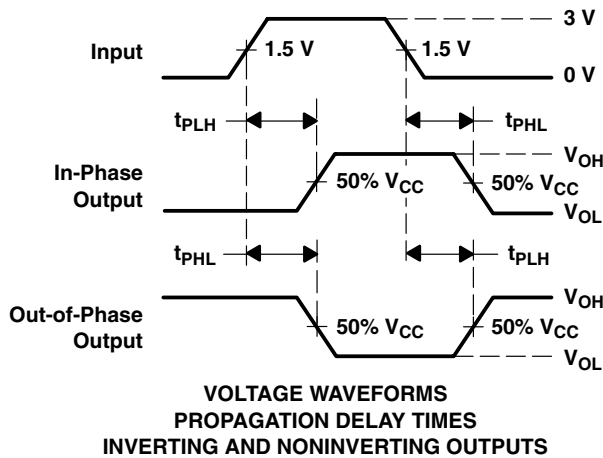 3 V
Input
1.5 V
1.5 V
0 V
tPLH
tPHL
In-Phase
Output
50% VCC
50% VCC
VOH
VOL
tPHL
tPLH
Out-of-Phase
Output
50% VCC
50% VCC
VOH
VOL
VOLTAGE WAVEFORMS
PROPAGATION DELAY TIMES
INVERTING AND NONINVERTING OUTPUTS